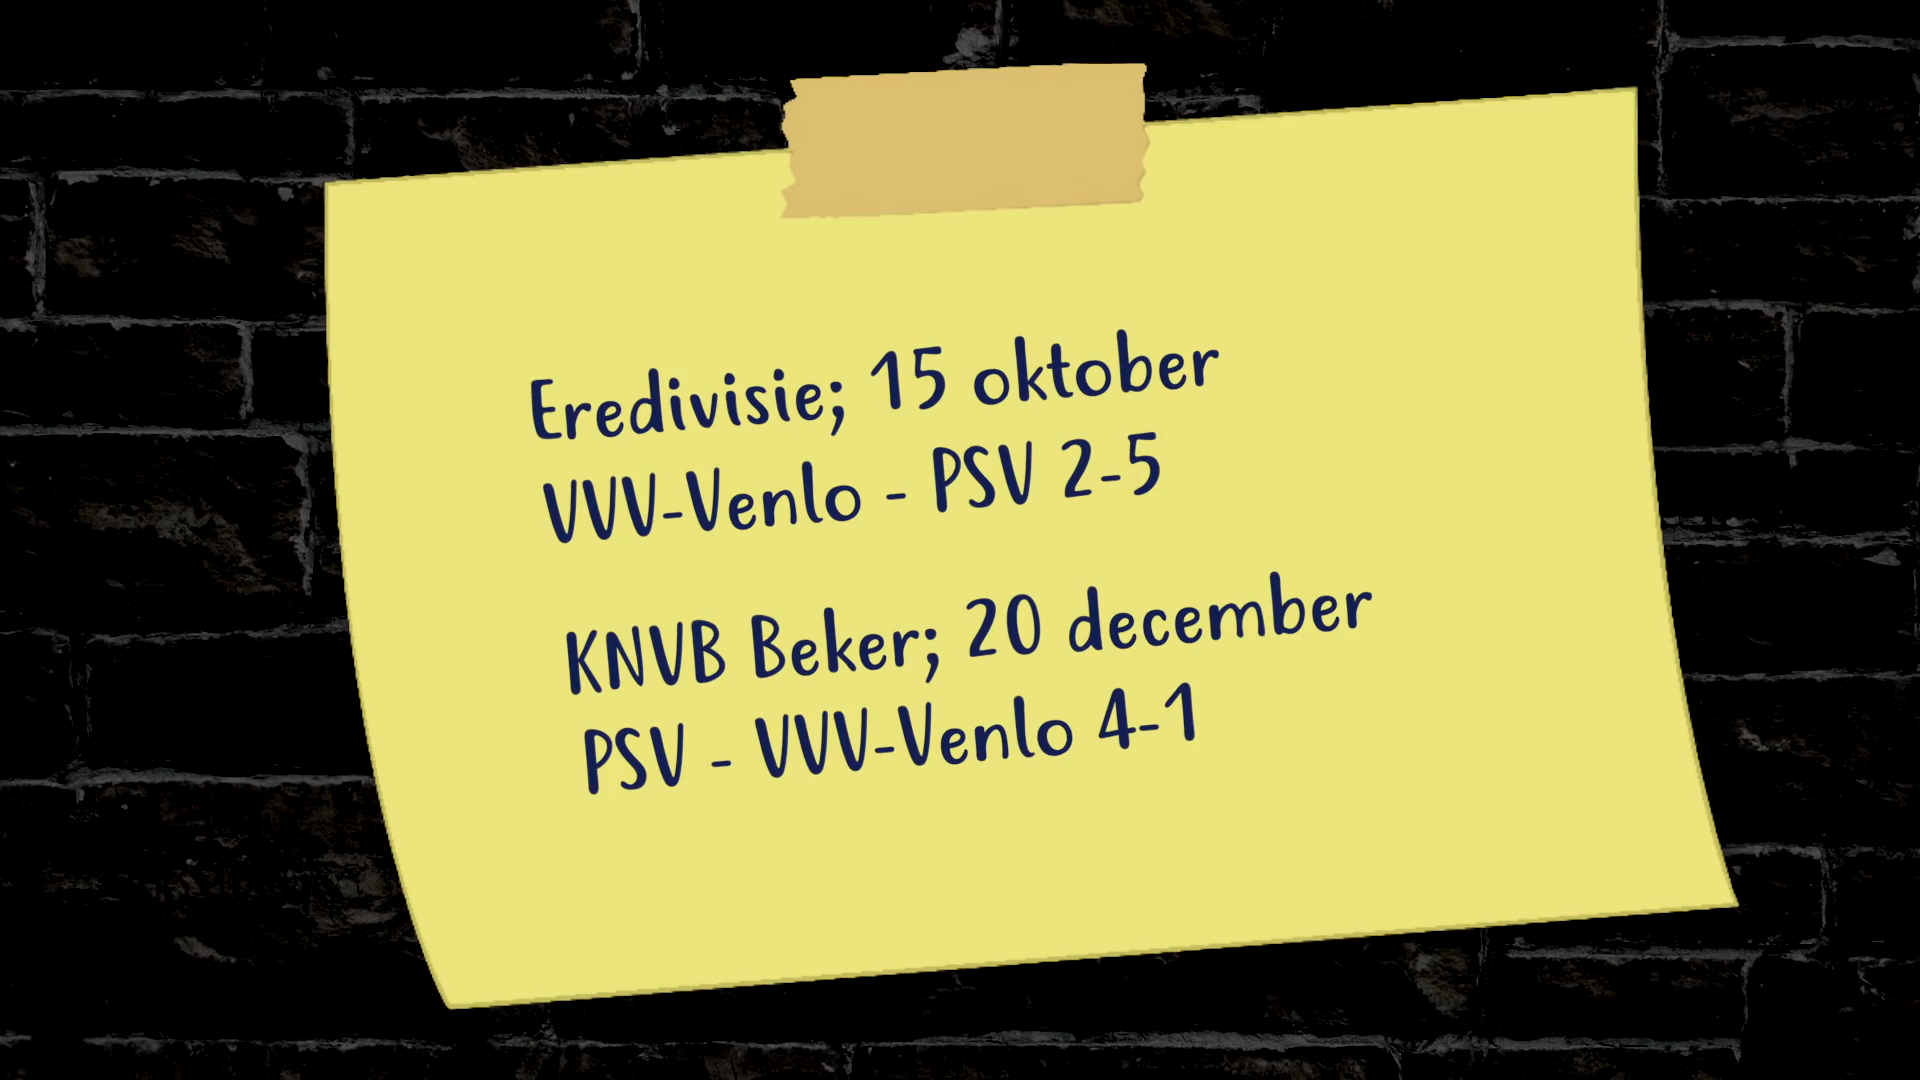 Eredivisie; 15 oktober
VVV-Venlo - PSV 2-5
KNVB Beker; 20 december
PSV - VVV-Venlo 4-1